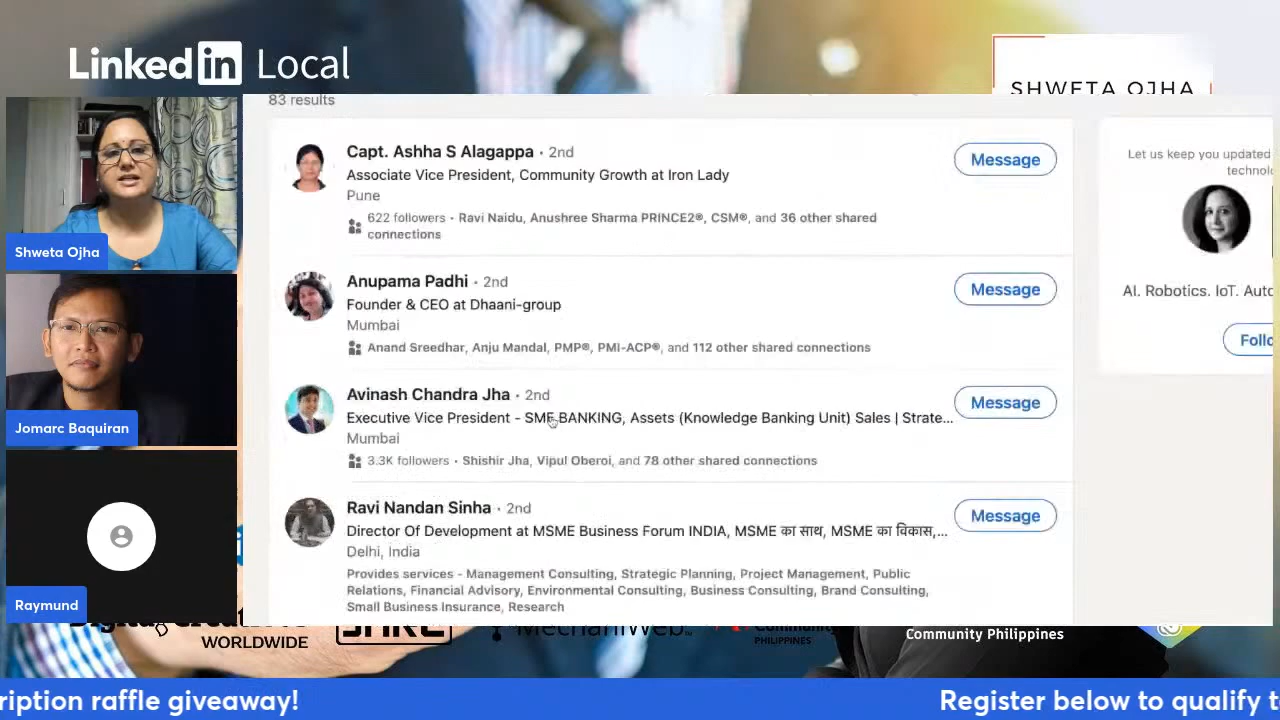 Linked in Local
SHWETA OJHA
83 results
Capt. Ashha S Alagappa • 2nd
Associate Vice President, Community Growth at Iron Lady
Pune
622 followers • Ravi Naidu, Anushree Sharma PRINCE2®, CSM®, and 36 other shared
connections
Message
Anupama Padhi • 2nd
Founder & CEO at Dhaani-group
Mumbai
Anand Sreedhar, Anju Mandal, PMP®, PMI-ACP®, and 112 other shared connections
Message
Avinash Chandra Jha • 2nd
Executive Vice President - SME BANKING, Assets (Knowledge Banking Unit) Sales | Strate...
Mumbai
3.3K followers • Shishir Jha, Vipul Oberoi, and 78 other shared connections
Message
Ravi Nandan Sinha • 2nd
Director Of Development at MSME Business Forum INDIA, MSME का साथ, MSME का विकास,...
Delhi, India
Provides services - Management Consulting, Strategic Planning, Project Management, Public
Relations, Financial Advisory, Environmental Consulting, Business Consulting, Brand Consulting,
Small Business Insurance, Research
Message
Let us keep you updated
technolo
AI. Robotics. IoT. Auto
Follo
Shweta Ojha
Jomarc Baquiran
Raymund
WORLDWIDE
MechaniWeb
PHILIPPINES
Community Philippines
ription raffle giveaway!
Register below to qualify t